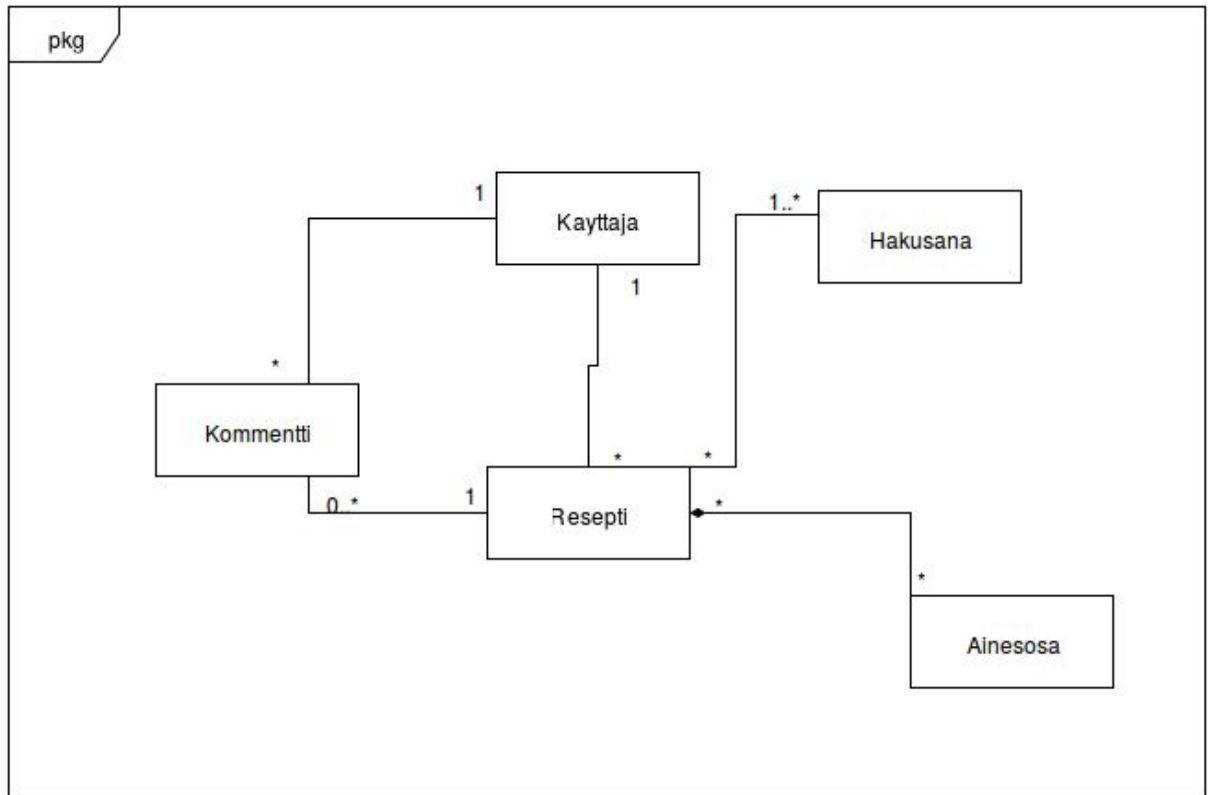 pkg
1
Kayttaja
1..*
Hakusana
1
*
Kommentti
*
*
0..*
1
Resepti
*
*
Ainesosa